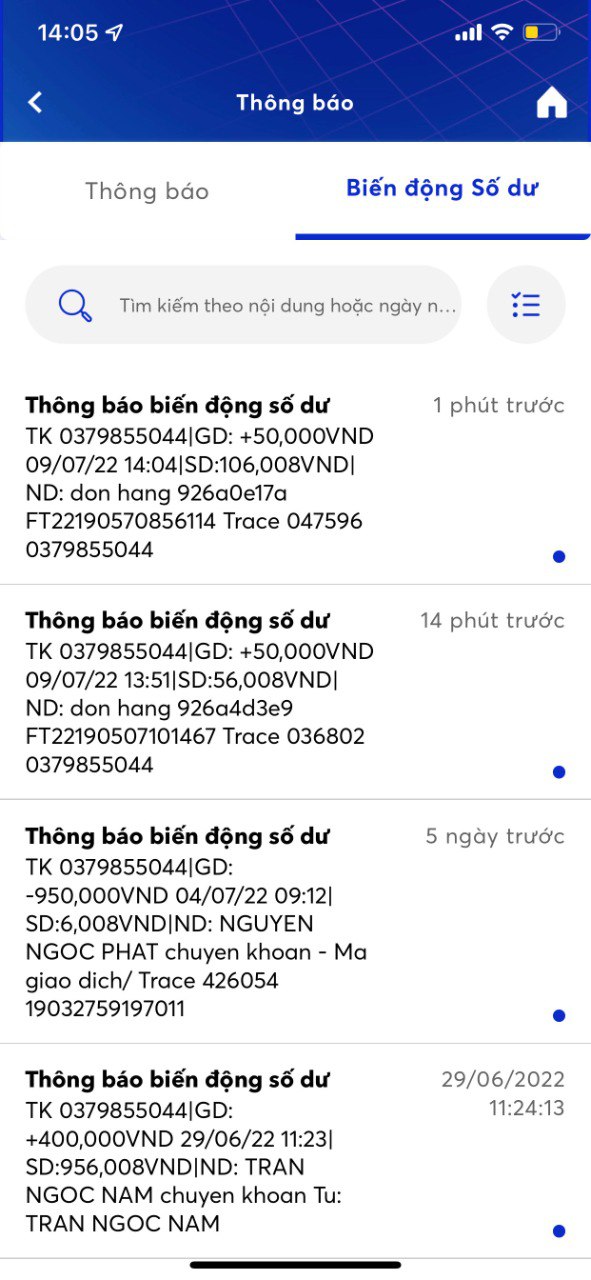 14:05
Thông báo
Thông báo
Biến động Số dư
Tìm kiếm theo nội dung hoặc ngày n...
Thông báo biến động số dư
1 phút trước
TK 0379855044|GD: +50,000VND
09/07/22 14:04|SD:106,008VND|
ND: don hang 926a0e17a
FT22190570856114 Trace 047596
0379855044
Thông báo biến động số dư
14 phút trước
TK 0379855044|GD: +50,000VND
09/07/22 13:51|SD:56,008VND|
ND: don hang 926a4d3e9
FT22190507101467 Trace 036802
0379855044
Thông báo biến động số dư
5 ngày trước
TK 0379855044|GD:
-950,000VND 04/07/22 09:12|
SD:6,008VND|ND: NGUYEN
NGOC PHAT chuyen khoan - Ma
giao dich/ Trace 426054
19032759197011
Thông báo biến động số dư
29/06/2022
11:24:13
TK 0379855044|GD:
+400,000VND 29/06/22 11:23|
SD:956,008VND|ND: TRAN
NGOC NAM chuyen khoan Tu:
TRAN NGOC NAM